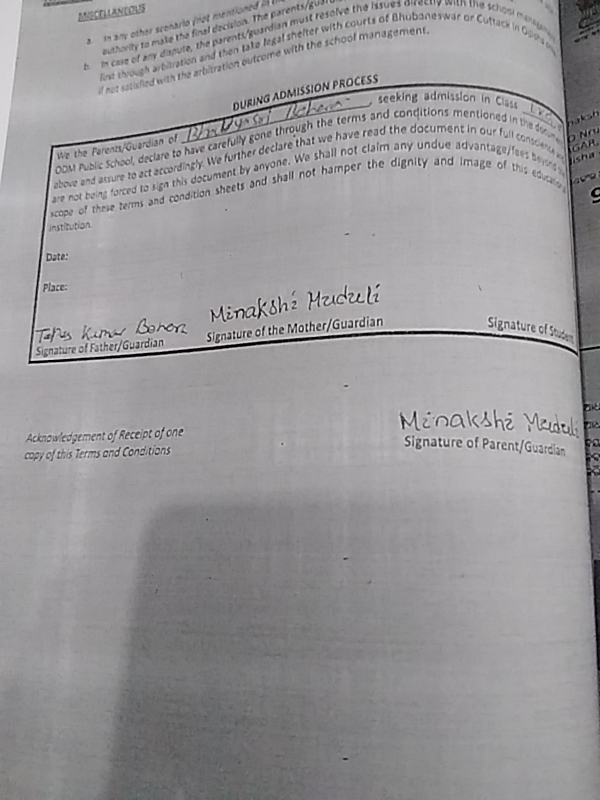 MISCELLANEOUS
a. In any other scenario (not mentioned in the
authority to make the final decision. The parents/guar
b. In case of any dispute, the parents/guardian must resolve the issues directly with the school management
first through arbitration and then take legal shelter with courts of Bhubaneswar or Cuttack in Odisha
if not satisfied with the arbitration outcome with the school management.
DURING ADMISSION PROCESS
We the Parents/Guardian of Behera, seeking admission in Class
ODM Public School, declare to have carefully gone through the terms and conditions mentioned in the docum
above and assure to act accordingly. We further declare that we have read the document in our full conscience
are not being forced to sign this document by anyone. We shall not claim any undue advantage/fees beyond
scope of these terms and condition sheets and shall not hamper the dignity and image of this educational
institution.
Date:
Place:
Tapas Kumar Behera
Minakshi Muduli
Signature of Father/Guardian
Signature of the Mother/Guardian
Signature of Student
Acknowledgement of Receipt of one
copy of this Terms and Conditions
Minakshi Muduli
Signature of Parent/Guardian